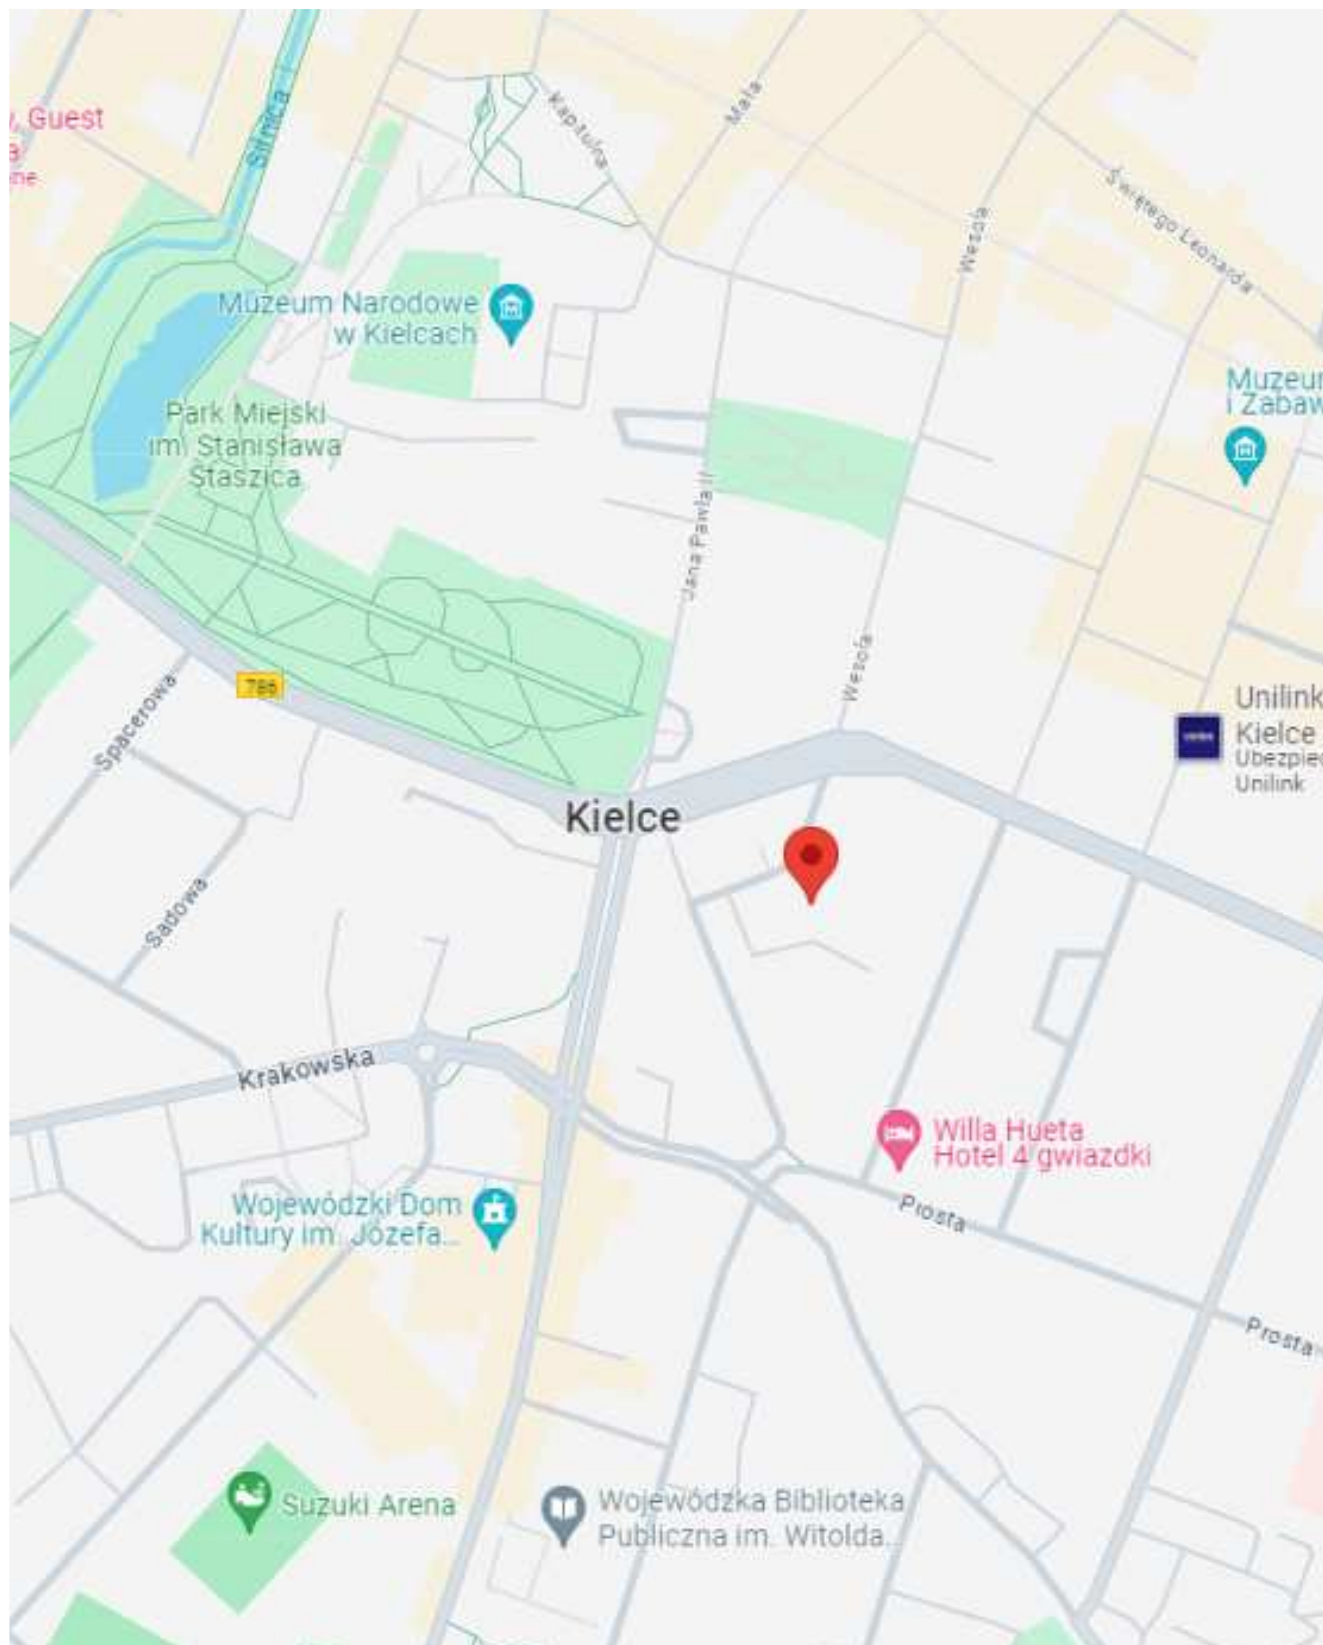 Silnica
, Guest
Kapitulna
Mała
Świętego Leonarda
Wesoła
Muzeum Narodowe
w Kielcach
Park Miejski
im. Stanisława
Staszica
i Zabaw
Jana Pawła II
Wesoła
Spacerowa
786
Unilink
Kielce
Unilink
Kielce
Sadowa
Krakowska
Willa Hueta
Hotel 4 gwiazdki
Prosta
Wojewódzki Dom
Kultury im. Józefa...
Prosta
Suzuki Arena
Wojewódzka Biblioteka
Publiczna im. Witolda...